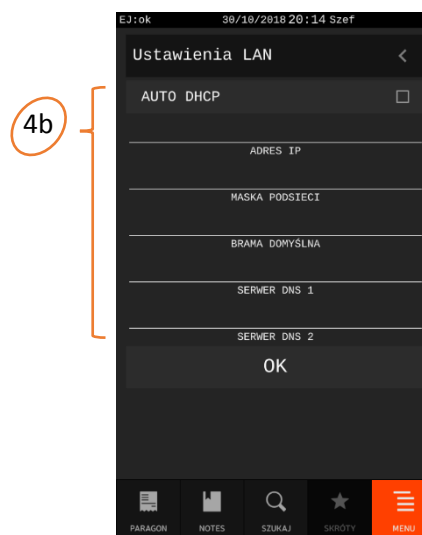 EJ:ok 30/10/2018 20:14 Szef
Ustawienia LAN <
4b
AUTO DHCP
ADRES IP
MASKA PODSIECI
BRAMA DOMYŚLNA
SERWER DNS 1
SERWER DNS 2
OK
PARAGON NOTES SZUKAJ SKRÓTY MENU